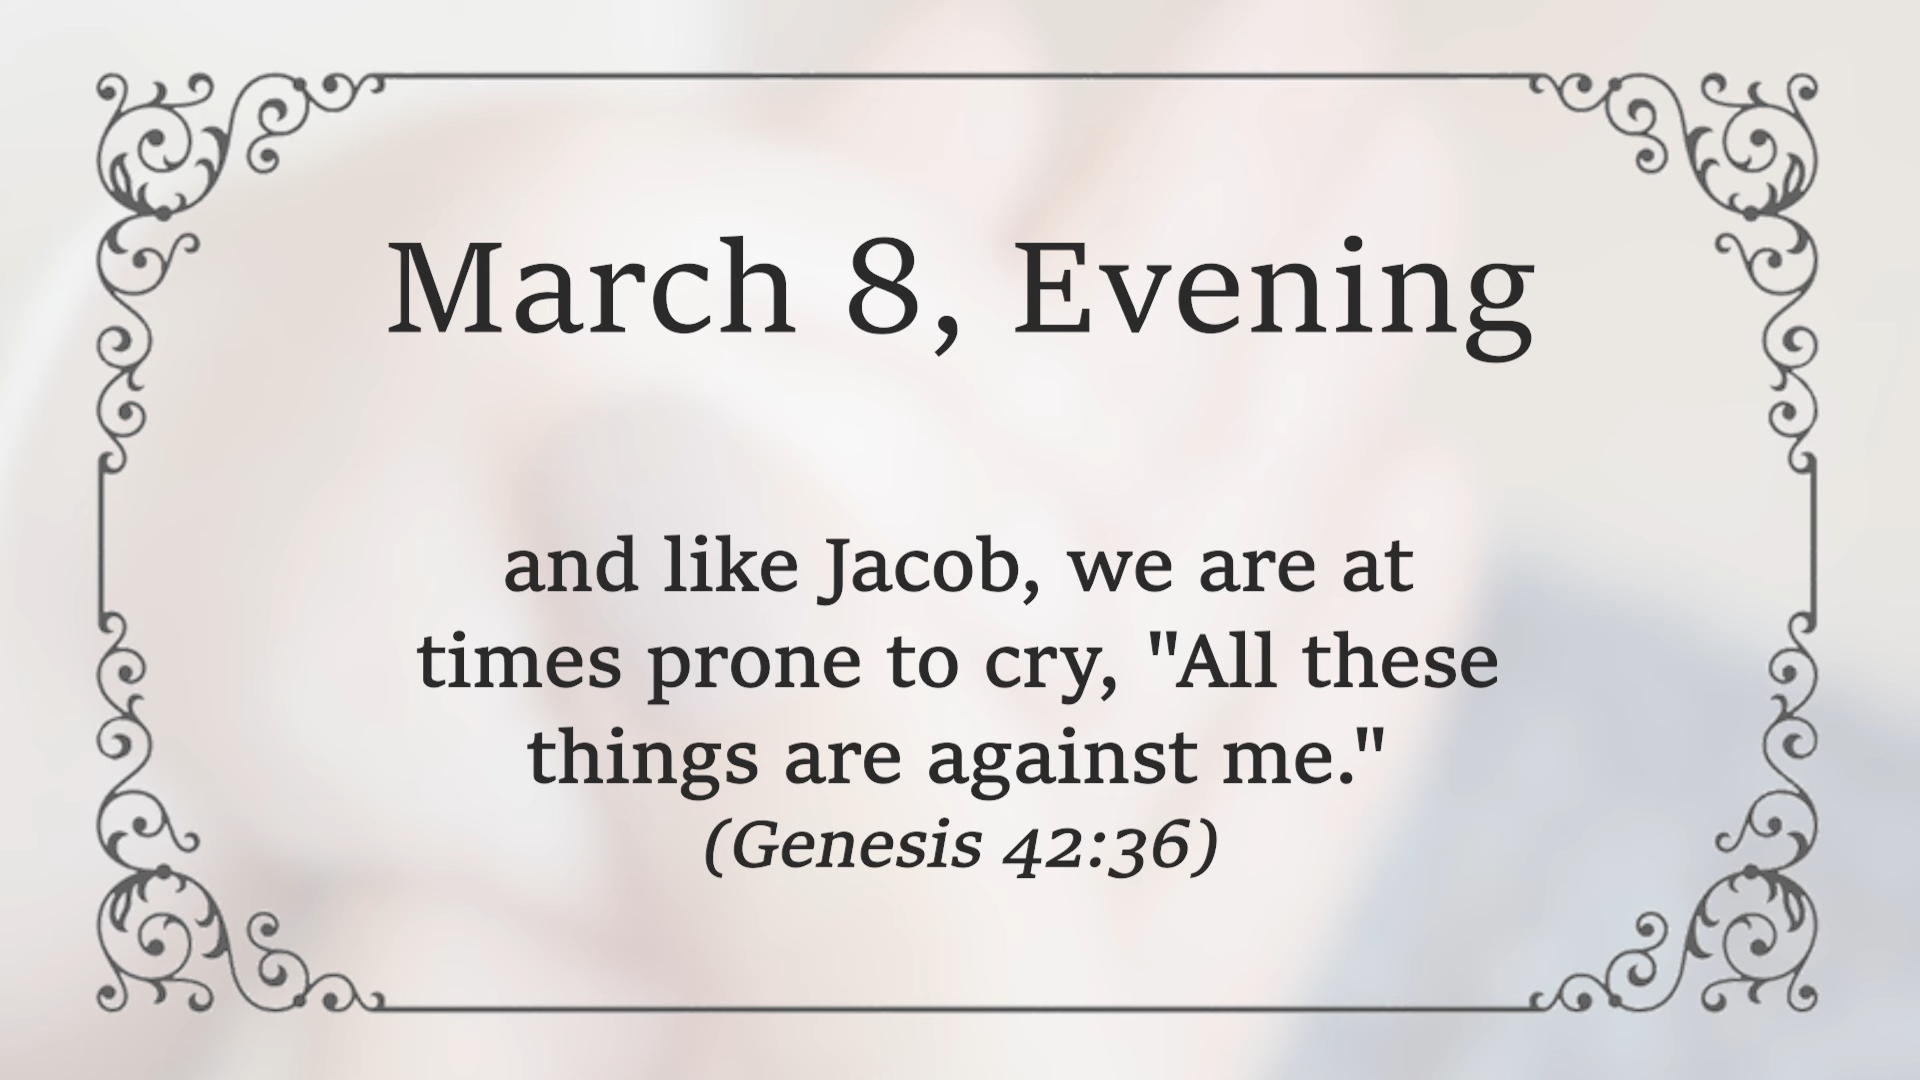 March 8, Evening
and like Jacob, we are at
times prone to cry, "All these
things are against me."
(Genesis 42:36)